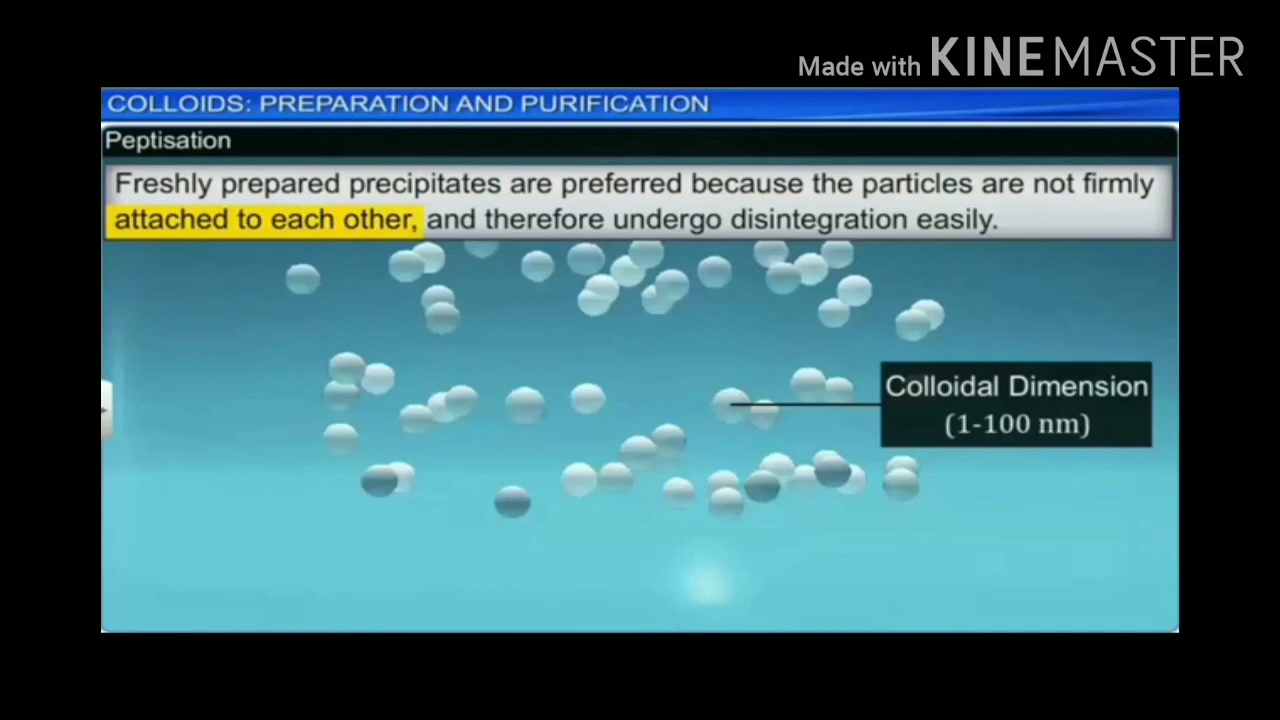 Made with KINEMASTER
COLLOIDS: PREPARATION AND PURIFICATION
Peptisation
Freshly prepared precipitates are preferred because the particles are not firmly
attached to each other, and therefore undergo disintegration easily.
Colloidal Dimension
(1-100 nm)